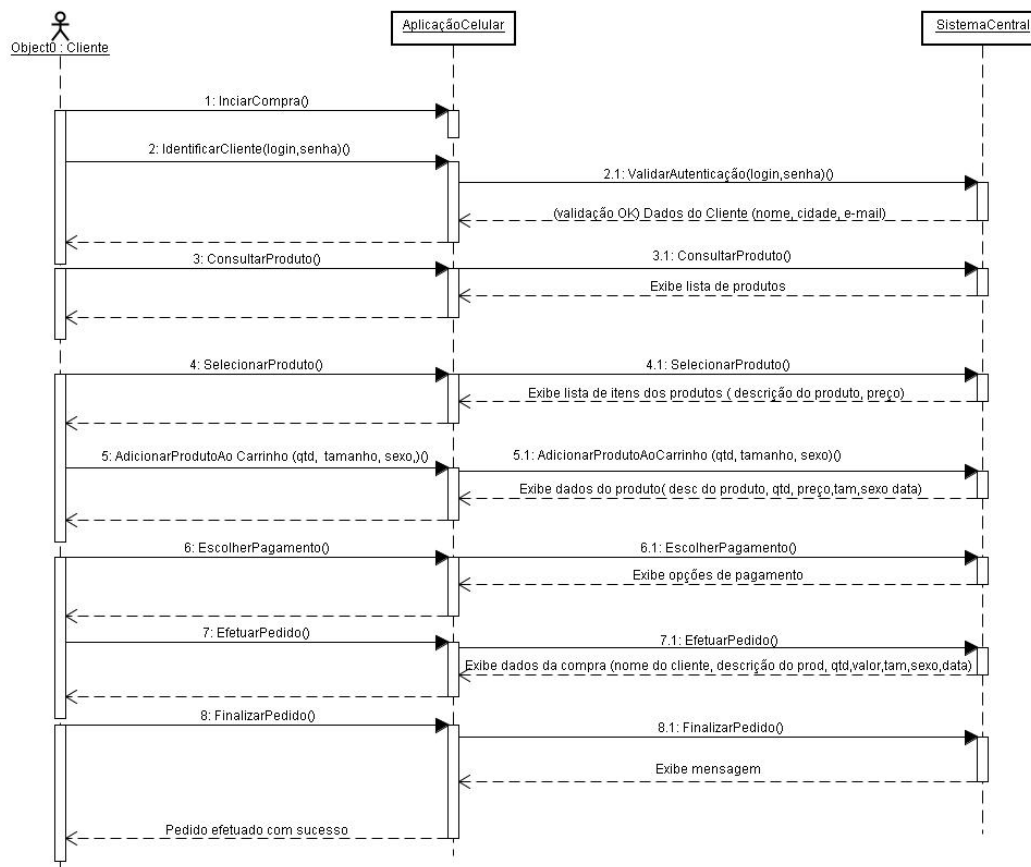 Object0 : Cliente
AplicaçãoCelular
SistemaCentral
1: InciarCompra()
2: IdentificarCliente(login,senha)()
2.1: ValidarAutenticação(login,senha)()
(validação OK) Dados do Cliente (nome, cidade, e-mail)
3: ConsultarProduto()
3.1: ConsultarProduto()
Exibe lista de produtos
4: SelecionarProduto()
4.1: SelecionarProduto()
Exibe lista de itens dos produtos ( descrição do produto, preço)
5: AdicionarProdutoAo Carrinho (qtd, tamanho, sexo,)()
5.1: AdicionarProdutoAoCarrinho (qtd, tamanho, sexo)()
Exibe dados do produto( desc do produto, qtd, preço,tam,sexo data)
6: EscolherPagamento()
6.1: EscolherPagamento()
Exibe opções de pagamento
7: EfetuarPedido()
7.1: EfetuarPedido()
Exibe dados da compra (nome do cliente, descrição do prod, qtd,valor,tam,sexo,data)
8: FinalizarPedido()
8.1: FinalizarPedido()
Exibe mensagem
Pedido efetuado com sucesso